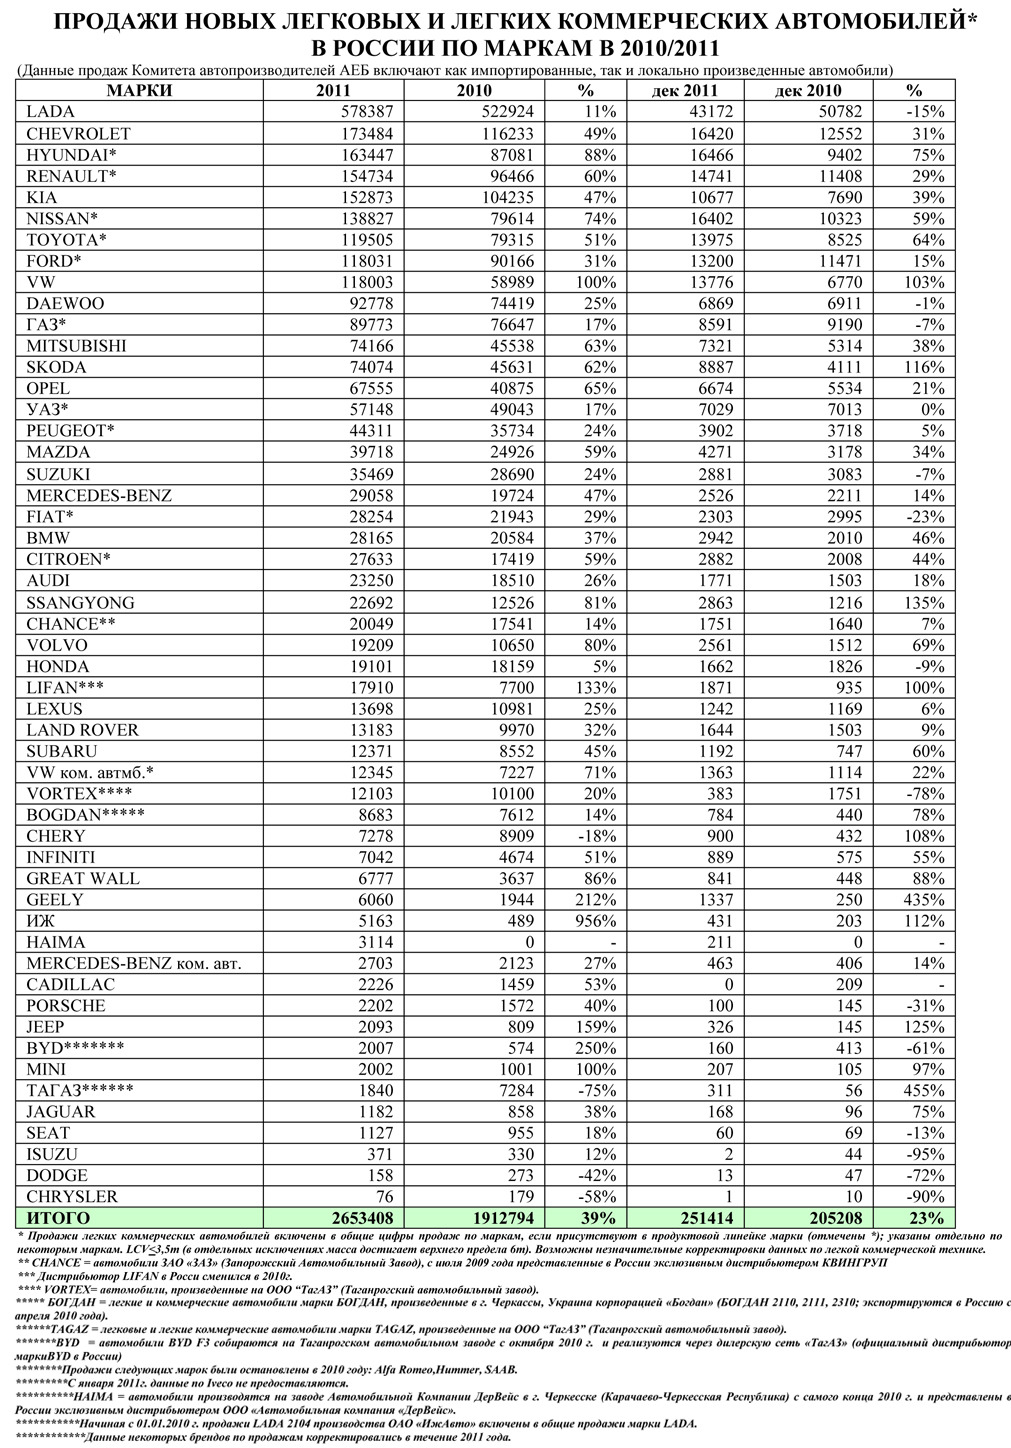 ПРОДАЖИ НОВЫХ ЛЕГКОВЫХ И ЛЕГКИХ КОММЕРЧЕСКИХ АВТОМОБИЛЕЙ*
В РОССИИ ПО МАРКАМ В 2010/2011
(Данные продаж Комитета автопроизводителей АЕБ включают как импортированные, так и локально произведенные автомобили)
МАРКИ 2011 2010 % дек 2011 дек 2010 %
LADA 578387 522924 11% 43172 50782 -15%
CHEVROLET 173484 116233 49% 16420 12552 31%
HYUNDAI* 163447 87081 88% 16466 9402 75%
RENAULT* 154734 96466 60% 14741 11408 29%
KIA 152873 104235 47% 10677 7690 39%
NISSAN* 138827 79614 74% 16402 10323 59%
TOYOTA* 119505 79315 51% 13975 8525 64%
FORD* 118031 90166 31% 13200 11471 15%
VW 118003 58989 100% 13776 6770 103%
DAEWOO 92778 74419 25% 6869 6911 -1%
ГАЗ* 89773 76647 17% 8591 9190 -7%
MITSUBISHI 74166 45538 63% 7321 5314 38%
SKODA 74074 45631 62% 8887 4111 116%
OPEL 67555 40875 65% 6674 5534 21%
УАЗ* 57148 49043 17% 7029 7013 0%
PEUGEOT* 44311 35734 24% 3902 3718 5%
MAZDA 39718 24926 59% 4271 3178 34%
SUZUKI 35469 28690 24% 2881 3083 -7%
MERCEDES-BENZ 29058 19724 47% 2526 2211 14%
FIAT* 28254 21943 29% 2303 2995 -23%
BMW 28165 20584 37% 2942 2010 46%
CITROEN* 27633 17419 59% 2882 2008 44%
AUDI 23250 18510 26% 1771 1503 18%
SSANGYONG 22692 12526 81% 2863 1216 135%
CHANCE** 20049 17541 14% 1751 1640 7%
VOLVO 19209 10650 80% 2561 1512 69%
HONDA 19101 18159 5% 1662 1826 -9%
LIFAN*** 17910 7700 133% 1871 935 100%
LEXUS 13698 10981 25% 1242 1169 6%
LAND ROVER 13183 9970 32% 1644 1503 9%
SUBARU 12371 8552 45% 1192 747 60%
VW ком. автмб.* 12345 7227 71% 1363 1114 22%
VORTEX**** 12103 10100 20% 383 1751 -78%
BOGDAN***** 8683 7612 14% 784 440 78%
CHERY 7278 8909 -18% 900 432 108%
INFINITI 7042 4674 51% 889 575 55%
GREAT WALL 6777 3637 86% 841 448 88%
GEELY 6060 1944 212% 1337 250 435%
ИЖ 5163 489 956% 431 203 112%
HAIMA 3114 0 - 211 0 -
MERCEDES-BENZ ком. авт. 2703 2123 27% 463 406 14%
CADILLAC 2226 1459 53% 0 209 -
PORSCHE 2202 1572 40% 100 145 -31%
JEEP 2093 809 159% 326 145 125%
BYD******* 2007 574 250% 160 413 -61%
MINI 2002 1001 100% 207 105 97%
ТАГАЗ****** 1840 7284 -75% 311 56 455%
JAGUAR 1182 858 38% 168 96 75%
SEAT 1127 955 18% 60 69 -13%
ISUZU 371 330 12% 2 44 -95%
DODGE 158 273 -42% 13 47 -72%
CHRYSLER 76 179 -58% 1 10 -90%
ИТОГО 2653408 1912794 39% 251414 205208 23%
* Продажи легких коммерческих автомобилей включены в общие цифры продаж по маркам, если присутствуют в продуктовой линейке марки (отмечены *); указаны отдельно по
некоторым маркам. LCV≤3,5m (в отдельных исключениях масса достигает верхнего предела 6m). Возможны незначительные корректировки данных по легкой коммерческой технике.
** CHANCE = автомобили ЗАО «ЗАЗ» (Запорожский Автомобильный Завод), с июля 2009 года представленные в России эксклюзивным дистрибьютером КВИНГРУП
*** Дистрибьютор LIFAN в Росси сменился в 2010г.
**** VORTEX= автомобили, произведенные на ООО “ТагАЗ” (Таганрогский автомобильный завод).
***** БОГДАН = легкие и коммерческие автомобили марки БОГДАН, произведенные в г. Черкассы, Украина корпорацией «Богдан» (БОГДАН 2110, 2111, 2310; экспортируются в Россию с
апреля 2010 года).
******TAGAZ = легковые и легкие коммерческие автомобили марки TAGAZ, произведенные на ООО “ТагАЗ” (Таганрогский автомобильный завод).
*******BYD = автомобили BYD F3 собираются на Таганрогском автомобильном заводе с октября 2010 г. и реализуются через дилерскую сеть «ТагАЗ» (официальный дистрибьютор
маркиBYD в России)
********Продажи следующих марок были остановлены в 2010 году: Alfa Romeo,Hummer, SAAB.
*********С января 2011г. данные по Iveco не предоставляются.
**********HAIMA = автомобили производятся на заводе Автомобильной Компании ДерВейс в г. Черкесске (Карачаево-Черкесская Республика) с самого конца 2010 г. и представлены в
России эксклюзивным дистрибьютером ООО «Автомобильная компания «ДерВейс».
***********Начиная с 01.01.2010 г. продажи LADA 2104 производства ОАО «ИжАвто» включены в общие продажи марки LADA.
************Данные некоторых брендов по продажам корректировались в течение 2011 года.